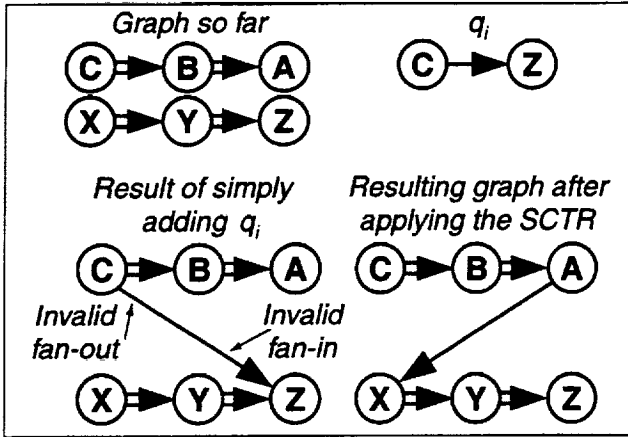 Graph so far
q_i
C B A
C Z
X Y Z
Result of simply
adding q_i
Resulting graph after
applying the SCTR
C B A
C B A
Invalid
fan-out
Invalid
fan-in
X Y Z
X Y Z